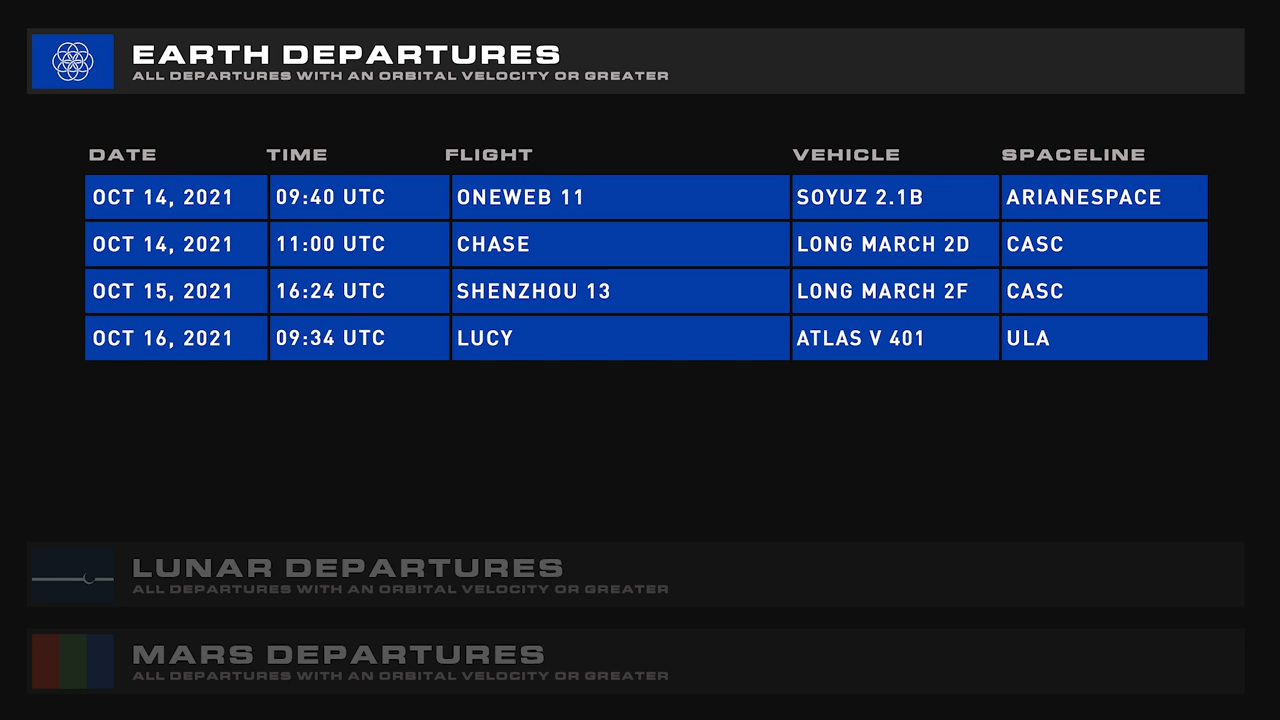 EARTH DEPARTURES
ALL DEPARTURES WITH AN ORBITAL VELOCITY OR GREATER
DATE TIME FLIGHT VEHICLE SPACELINE
OCT 14, 2021 09:40 UTC ONEWEB 11 SOYUZ 2.1B ARIANESPACE
OCT 14, 2021 11:00 UTC CHASE LONG MARCH 2D CASC
OCT 15, 2021 16:24 UTC SHENZHOU 13 LONG MARCH 2F CASC
OCT 16, 2021 09:34 UTC LUCY ATLAS V 401 ULA
LUNAR DEPARTURES
ALL DEPARTURES WITH AN ORBITAL VELOCITY OR GREATER
MARS DEPARTURES
ALL DEPARTURES WITH AN ORBITAL VELOCITY OR GREATER